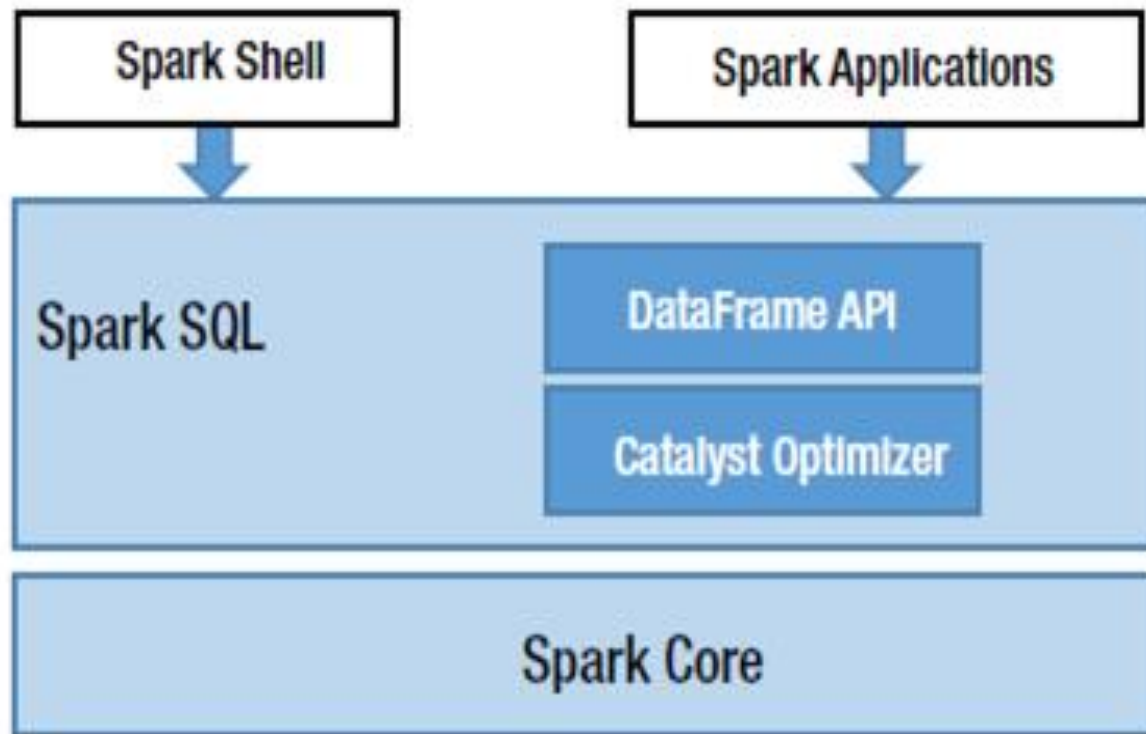 Spark Shell
Spark Applications
Spark SQL
DataFrame API
Catalyst Optimizer
Spark Core